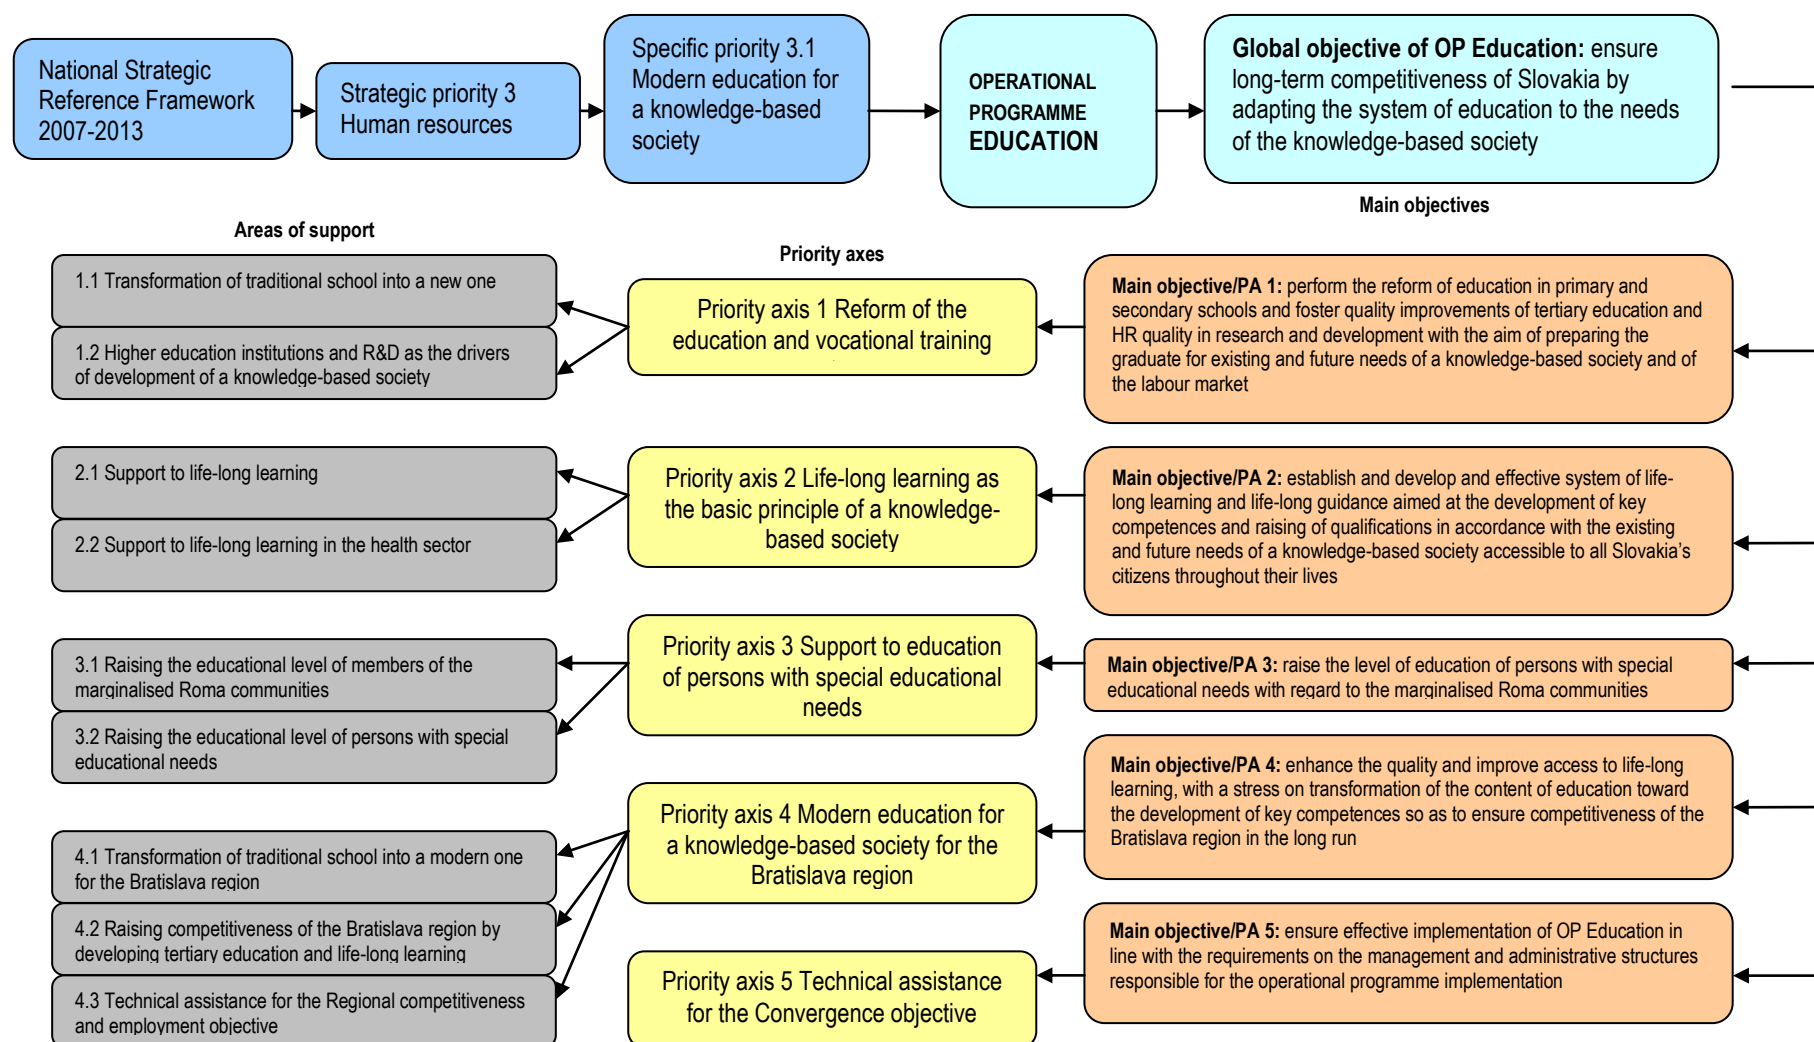 National Strategic
Reference Framework
2007-2013
Strategic priority 3
Human resources
Specific priority 3.1
Modern education for
a knowledge-based
society
OPERATIONAL
PROGRAMME
EDUCATION
Global objective of OP Education: ensure
long-term competitiveness of Slovakia by
adapting the system of education to the needs
of the knowledge-based society
Main objectives
Areas of support
Priority axes
1.1 Transformation of traditional school into a new one
1.2 Higher education institutions and R&D as the drivers
of development of a knowledge-based society
Priority axis 1 Reform of the
education and vocational training
Main objective/PA 1: perform the reform of education in primary and
secondary schools and foster quality improvements of tertiary education and
HR quality in research and development with the aim of preparing the
graduate for existing and future needs of a knowledge-based society and of
the labour market
2.1 Support to life-long learning
2.2 Support to life-long learning in the health sector
Priority axis 2 Life-long learning as
the basic principle of a knowledge-
based society
Main objective/PA 2: establish and develop and effective system of life-
long learning and life-long guidance aimed at the development of key
competences and raising of qualifications in accordance with the existing
and future needs of a knowledge-based society accessible to all Slovakia's
citizens throughout their lives
3.1 Raising the educational level of members of the
marginalised Roma communities
3.2 Raising the educational level of persons with special
educational needs
Priority axis 3 Support to education
of persons with special educational
needs
Main objective/PA 3: raise the level of education of persons with special
educational needs with regard to the marginalised Roma communities
4.1 Transformation of traditional school into a modern one
for the Bratislava region
4.2 Raising competitiveness of the Bratislava region by
developing tertiary education and life-long learning
4.3 Technical assistance for the Regional competitiveness
and employment objective
Priority axis 4 Modern education for
a knowledge-based society for the
Bratislava region
Main objective/PA 4: enhance the quality and improve access to life-long
learning, with a stress on transformation of the content of education toward
the development of key competences so as to ensure competitiveness of the
Bratislava region in the long run
Priority axis 5 Technical assistance
for the Convergence objective
Main objective/PA 5: ensure effective implementation of OP Education in
line with the requirements on the management and administrative structures
responsible for the operational programme implementation